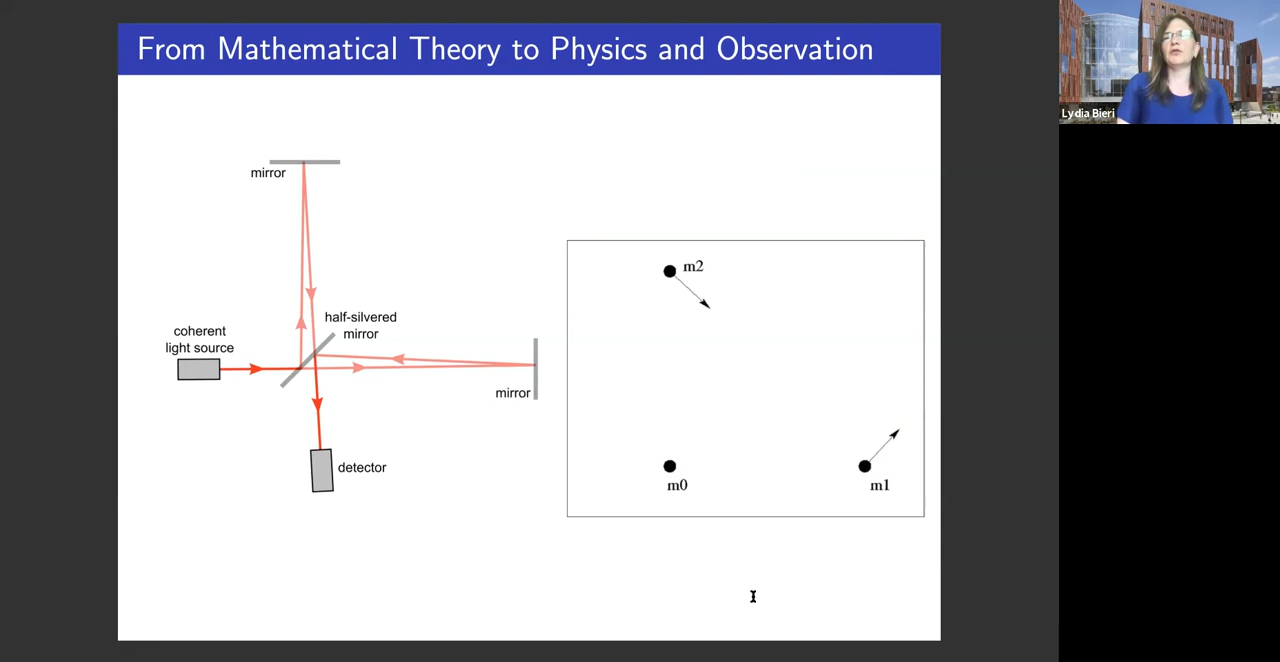 From Mathematical Theory to Physics and Observation
Lydia Bieri
mirror
half-silvered
mirror
coherent
light source
mirror
detector
m2
m0
m1